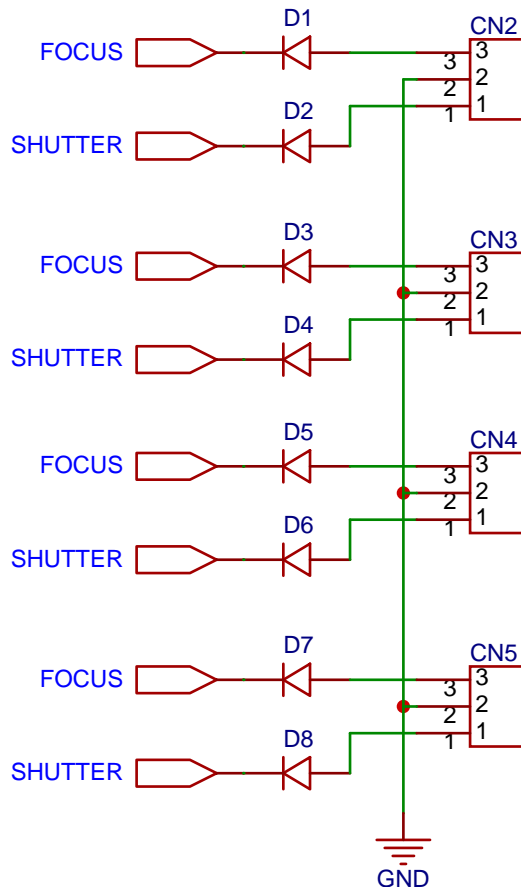 D1
CN2
FOCUS
3
3
2
D2
2
1
1
SHUTTER
D3
CN3
FOCUS
3
3
2
D4
2
1
1
SHUTTER
D5
CN4
FOCUS
3
3
2
D6
2
1
1
SHUTTER
D7
CN5
FOCUS
3
3
2
D8
2
1
1
SHUTTER
GND